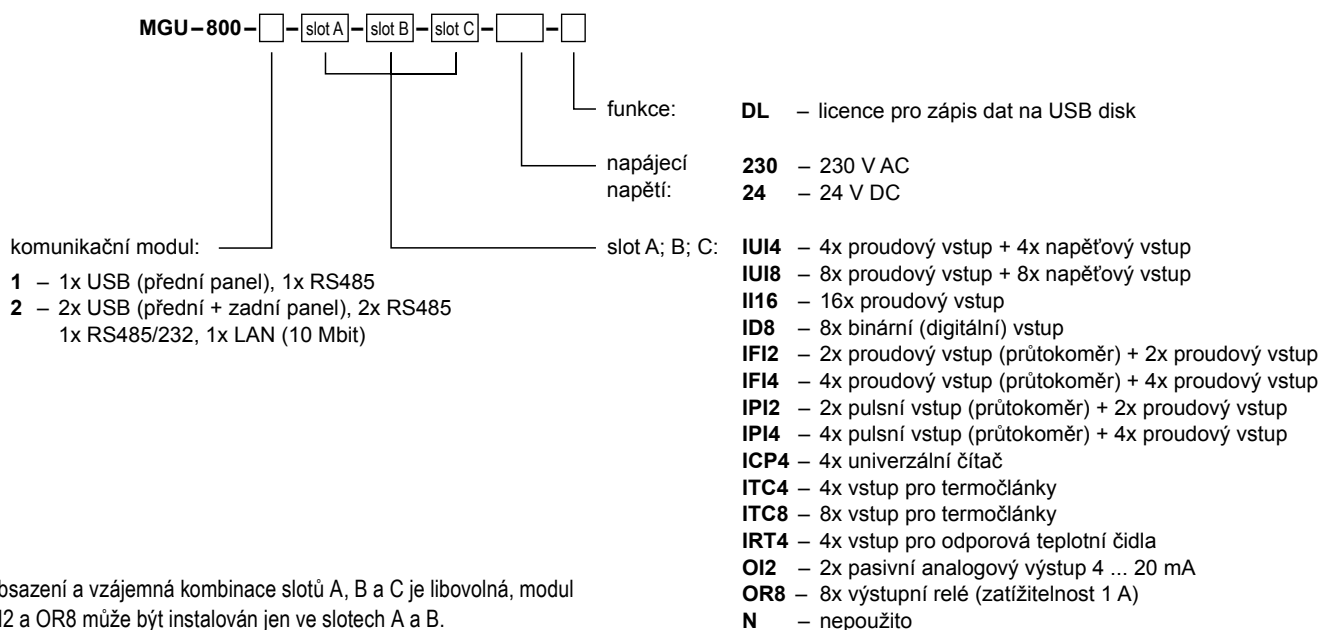 MGU–800– – slot A – slot B – slot C – –
funkce: DL – licence pro zápis dat na USB disk
napájecí napětí: 230 – 230 V AC
24 – 24 V DC
komunikační modul:
1 – 1x USB (přední panel), 1x RS485
2 – 2x USB (přední + zadní panel), 2x RS485
1x RS485/232, 1x LAN (10 Mbit)
slot A; B; C: IUI4 – 4x proudový vstup + 4x napěťový vstup
IUI8 – 8x proudový vstup + 8x napěťový vstup
II16 – 16x proudový vstup
ID8 – 8x binární (digitální) vstup
IFI2 – 2x proudový vstup (průtokoměr) + 2x proudový vstup
IFI4 – 4x proudový vstup (průtokoměr) + 4x proudový vstup
IPI2 – 2x pulsní vstup (průtokoměr) + 2x proudový vstup
IPI4 – 4x pulsní vstup (průtokoměr) + 4x proudový vstup
ICP4 – 4x univerzální čítač
ITC4 – 4x vstup pro termočlánky
ITC8 – 8x vstup pro termočlánky
IRT4 – 4x vstup pro odporová teplotní čidla
OI2 – 2x pasivní analogový výstup 4 ... 20 mA
OR8 – 8x výstupní relé (zatížitelnost 1 A)
N – nepoužito
bsazení a vzájemná kombinace slotů A, B a C je libovolná, modul
I2 a OR8 může být instalován jen ve slotech A a B.